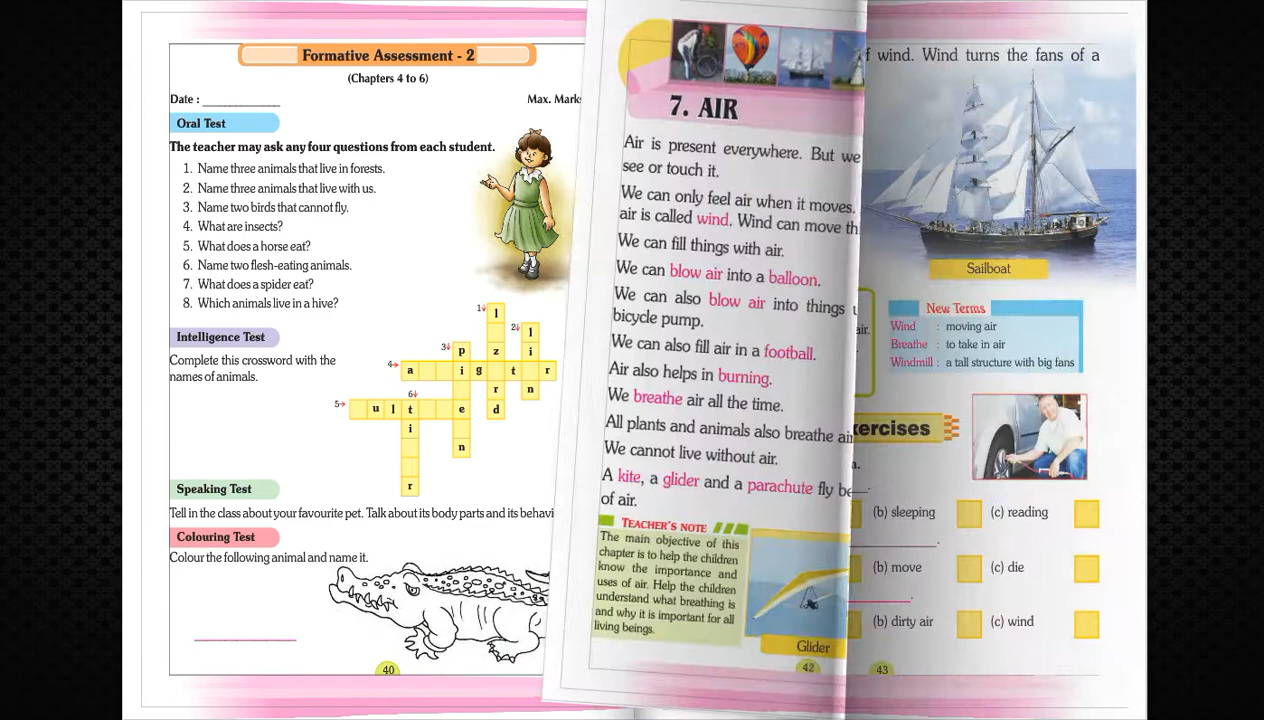 Formative Assessment - 2
(Chapters 4 to 6)
Date : ____________
Max. Mark
Oral Test
The teacher may ask any four questions from each student.
1. Name three animals that live in forests.
2. Name three animals that live with us.
3. Name two birds that cannot fly.
4. What are insects?
5. What does a horse eat?
6. Name two flesh-eating animals.
7. What does a spider eat?
8. Which animals live in a hive?
Intelligence Test
Complete this crossword with the
names of animals.
1 l
2 l
3 p z i
4 a i g t r
r n
6
5 u l t e d
i
n
r
Speaking Test
Tell in the class about your favourite pet. Talk about its body parts and its behavi
Colouring Test
Colour the following animal and name it.
40
7. AIR
Air is present everywhere. But we
see or touch it.
We can only feel air when it moves.
air is called wind. Wind can move th
We can fill things with air.
We can blow air into a balloon.
We can also blow air into things u
bicycle pump.
We can also fill air in a football.
Air also helps in burning.
We breathe air all the time.
All plants and animals also breathe air
We cannot live without air.
A kite, a glider and a parachute fly be
of air.
TEACHER'S NOTE
The main objective of this
chapter is to help the children
know the importance and
uses of air. Help the children
understand what breathing is
and why it is important for all
living beings.
Glider
42
f wind. Wind turns the fans of a
Sailboat
air.
New Terms
Wind : moving air
Breathe : to take in air
Windmill : a tall structure with big fans
ercises
(b) sleeping (c) reading
(b) move (c) die
(b) dirty air (c) wind
43